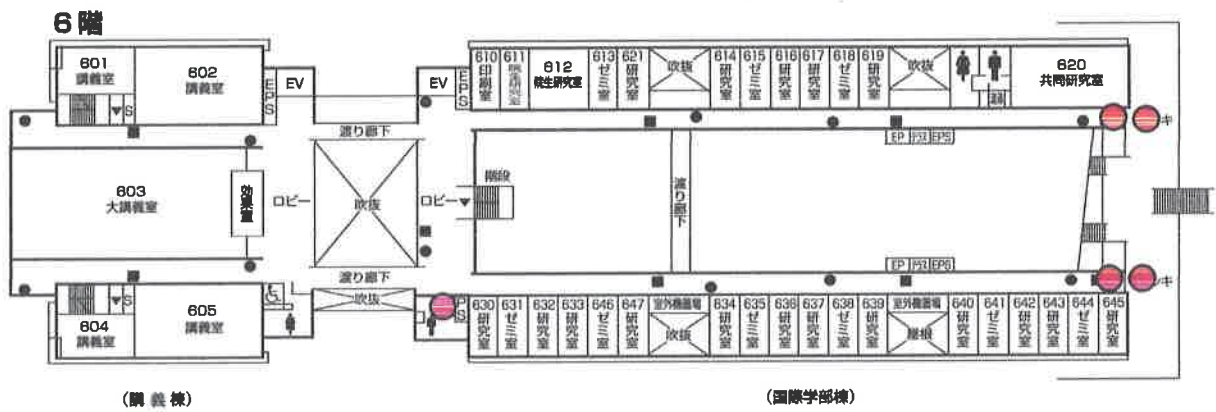 6階
601
講義室
602
講義室
S
EPS
EV
EV
EPS
610
印刷室
611
612
院生研究室
613
ゼミ室
621
研究室
吹抜
614
研究室
615
ゼミ室
616
研究室
617
研究室
618
ゼミ室
619
研究室
吹抜
620
共同研究室
渡り廊下
キ
EP
EPS
603
大講義室
効果室
ロビー
吹抜
ロビー
階段
渡り廊下
渡り廊下
EP
EPS
キ
S
604
講義室
605
講義室
吹抜
PS
630
研究室
631
ゼミ室
632
研究室
633
研究室
646
ゼミ室
647
研究室
室外機置場
吹抜
634
研究室
635
ゼミ室
636
研究室
637
研究室
638
ゼミ室
639
研究室
室外機置場
屋根
640
研究室
641
ゼミ室
642
研究室
643
研究室
644
ゼミ室
645
研究室
(講義棟)
(国際学部棟)